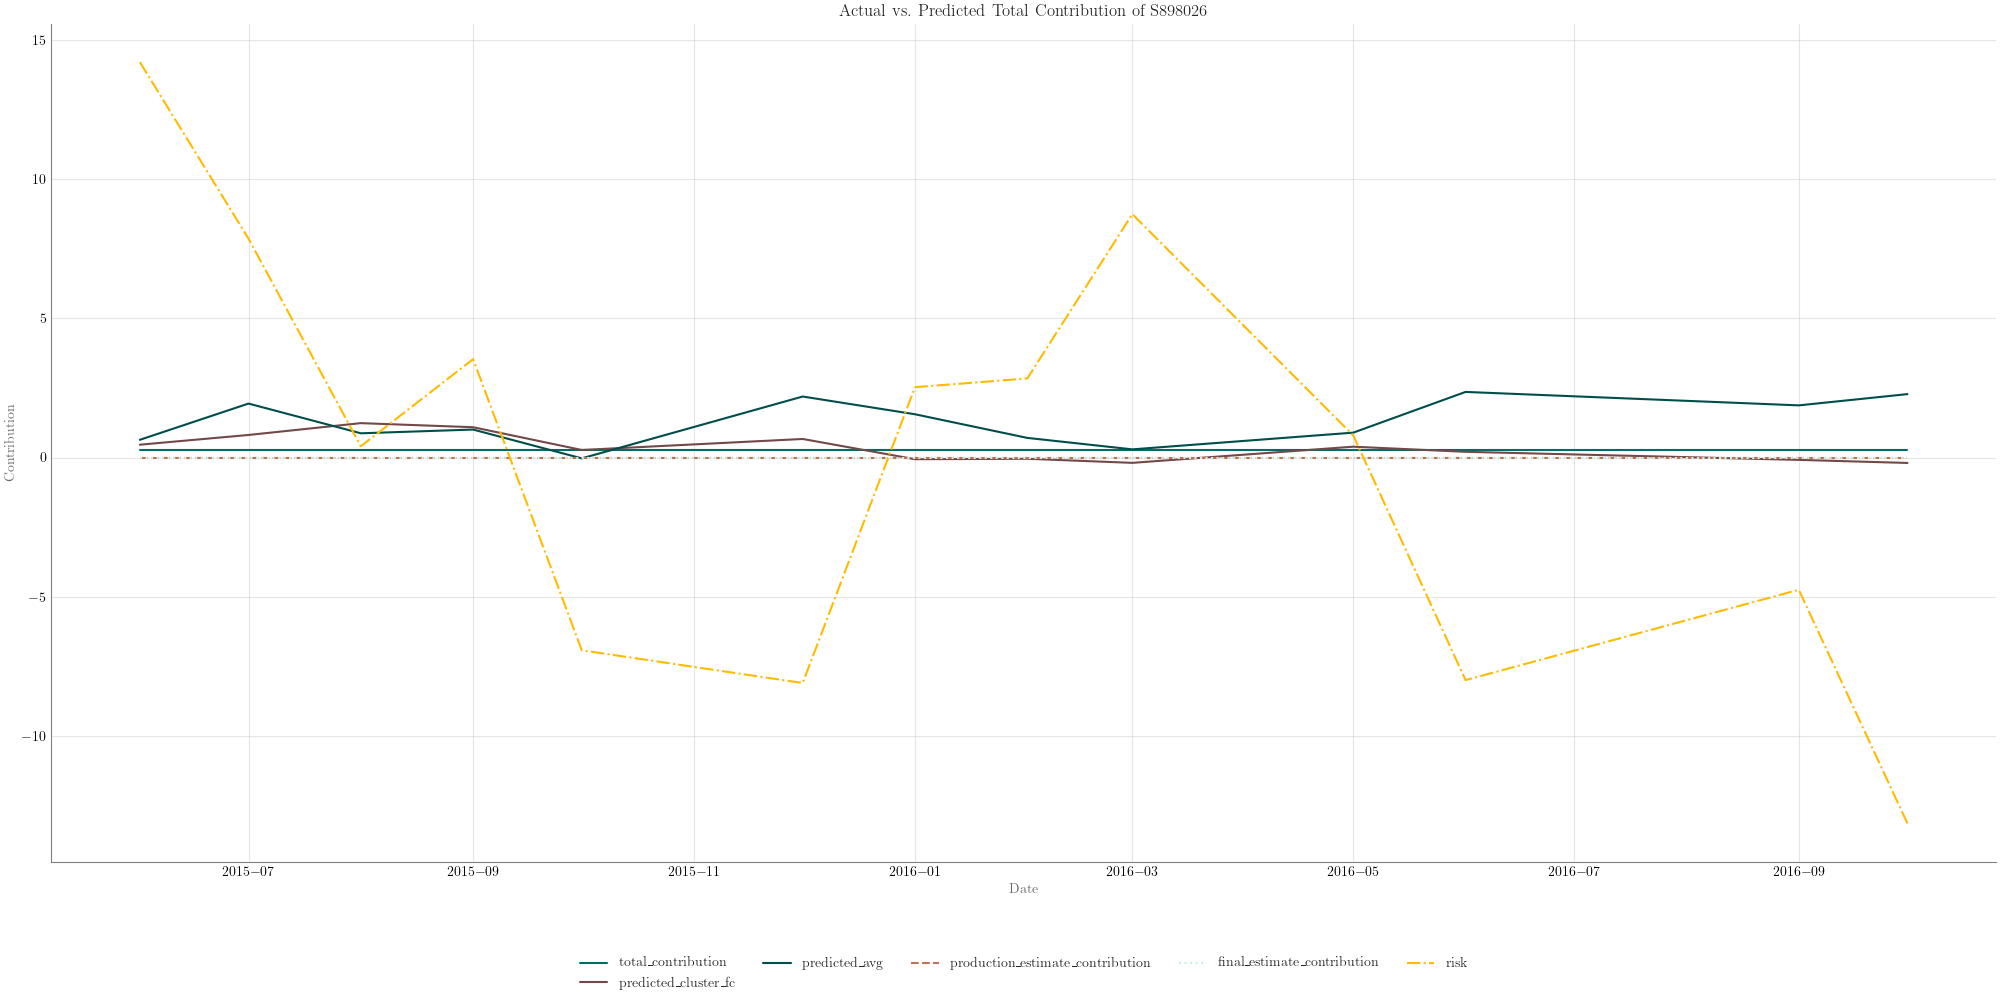 Actual vs. Predicted Total Contribution of S898026
15
10
5
0
−5
−10
Contribution
2015−07 2015−09 2015−11 2016−01 2016−03 2016−05 2016−07 2016−09
Date
total_contribution predicted_avg production_estimate_contribution final_estimate_contribution risk
predicted_cluster_fc